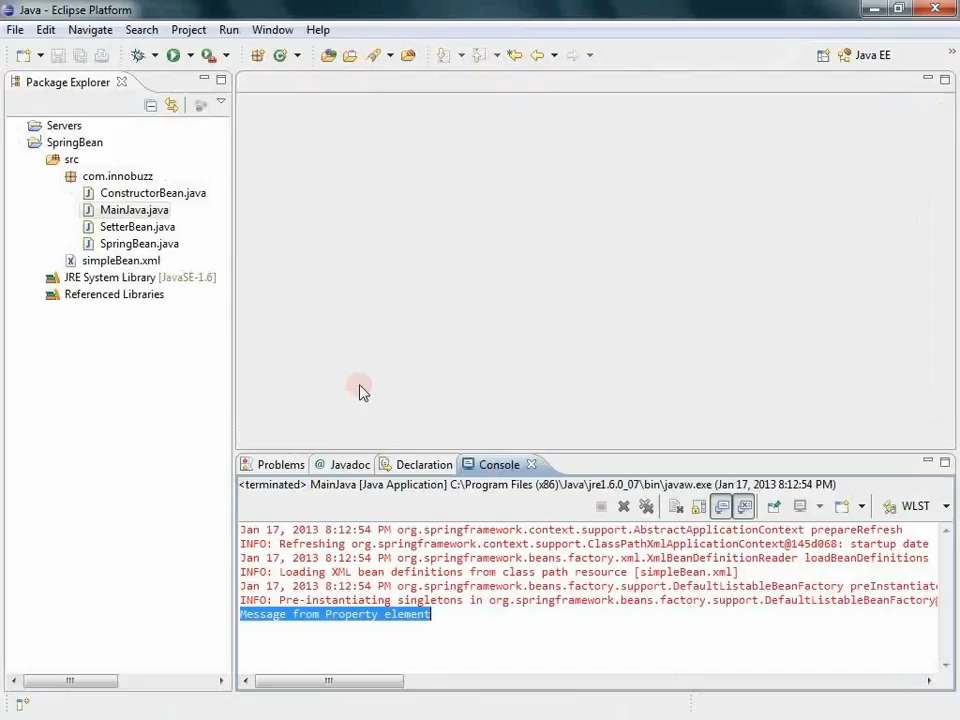 Java - Eclipse Platform
File Edit Navigate Search Project Run Window Help
Java EE
Package Explorer
Servers
SpringBean
src
com.innobuzz
ConstructorBean.java
MainJava.java
SetterBean.java
SpringBean.java
simpleBean.xml
JRE System Library [JavaSE-1.6]
Referenced Libraries
Problems @ Javadoc Declaration Console
<terminated> MainJava [Java Application] C:\Program Files (x86)\Java\jre1.6.0_07\bin\javaw.exe (Jan 17, 2013 8:12:54 PM)
WLST
Jan 17, 2013 8:12:54 PM org.springframework.context.support.AbstractApplicationContext prepareRefresh
INFO: Refreshing org.springframework.context.support.ClassPathXmlApplicationContext@145d068: startup date
Jan 17, 2013 8:12:54 PM org.springframework.beans.factory.xml.XmlBeanDefinitionReader loadBeanDefinitions
INFO: Loading XML bean definitions from class path resource [simpleBean.xml]
Jan 17, 2013 8:12:54 PM org.springframework.beans.factory.support.DefaultListableBeanFactory preInstantiate
INFO: Pre-instantiating singletons in org.springframework.beans.factory.support.DefaultListableBeanFactory@
Message from Property element